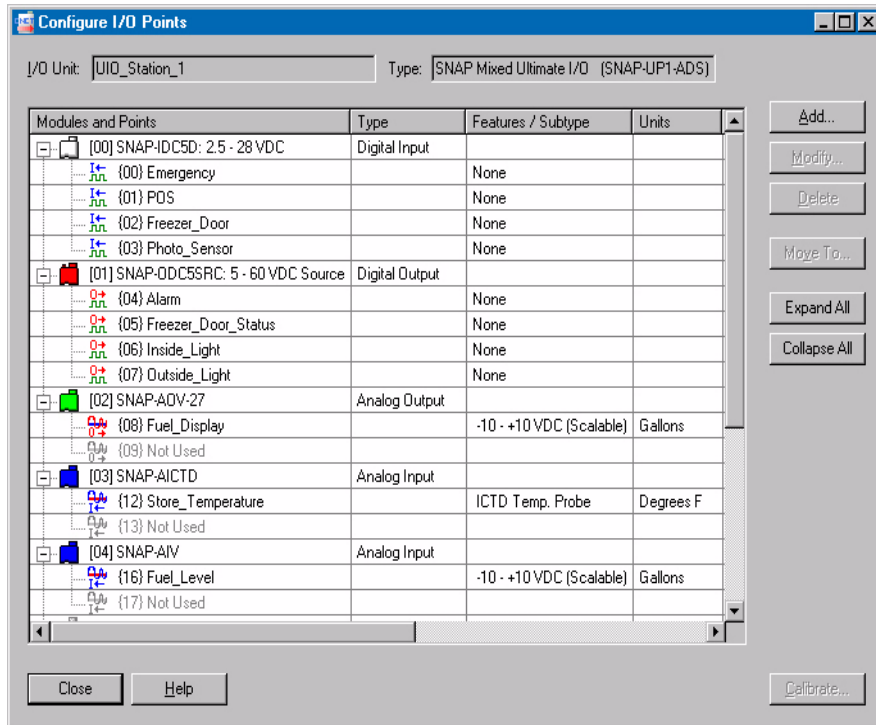 Configure I/O Points
I/O Unit: UIO_Station_1 Type: SNAP Mixed Ultimate I/O (SNAP-UP1-ADS)
Modules and Points Type Features / Subtype Units
[00] SNAP-IDC5D: 2.5 - 28 VDC Digital Input
{00} Emergency None
{01} POS None
{02} Freezer_Door None
{03} Photo_Sensor None
[01] SNAP-ODC5SRC: 5 - 60 VDC Source Digital Output
{04} Alarm None
{05} Freezer_Door_Status None
{06} Inside_Light None
{07} Outside_Light None
[02] SNAP-AOV-27 Analog Output
{08} Fuel_Display -10 - +10 VDC (Scalable) Gallons
{09} Not Used
[03] SNAP-AICTD Analog Input
{12} Store_Temperature ICTD Temp. Probe Degrees F
{13} Not Used
[04] SNAP-AIV Analog Input
{16} Fuel_Level -10 - +10 VDC (Scalable) Gallons
{17} Not Used
Add...
Modify...
Delete
Move To...
Expand All
Collapse All
Close Help Calibrate...